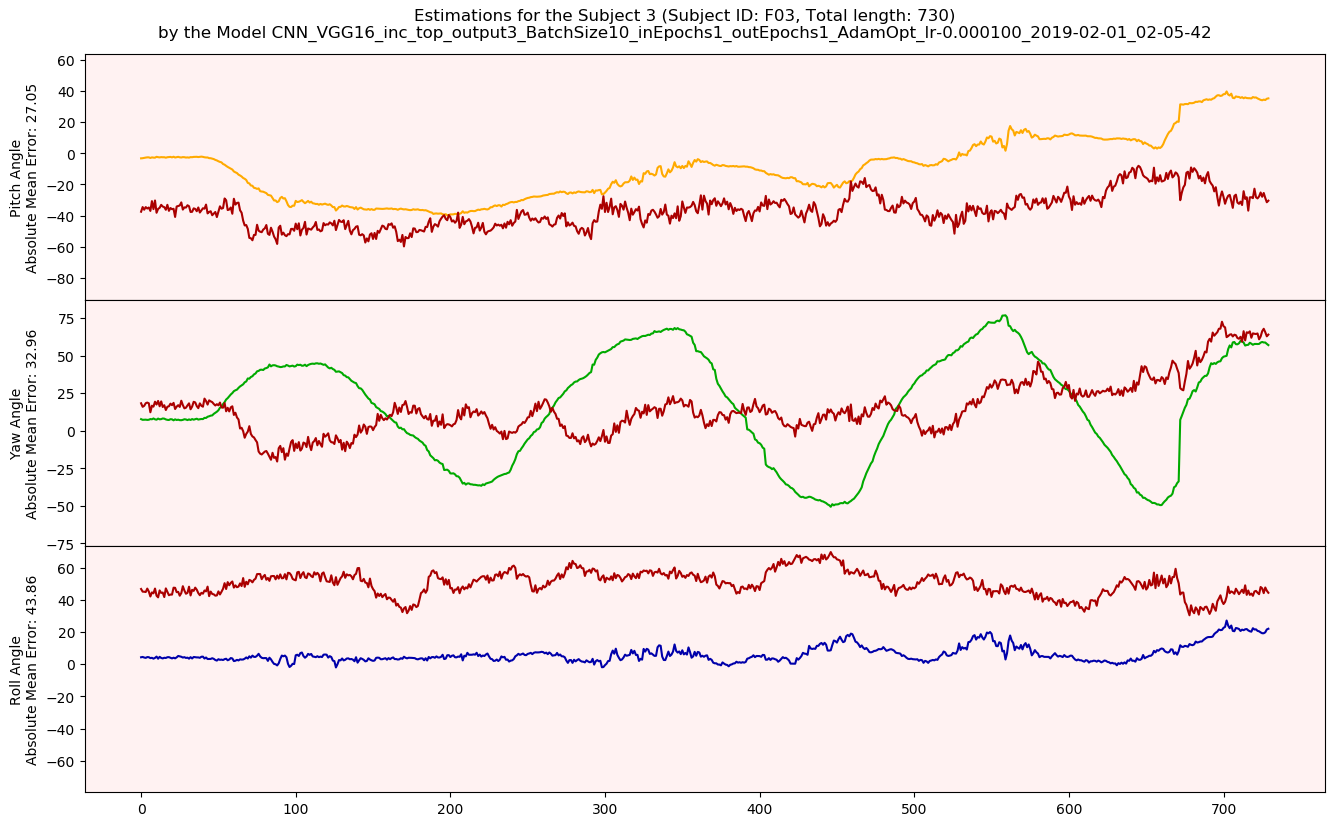 Estimations for the Subject 3 (Subject ID: F03, Total length: 730)
by the Model CNN_VGG16_inc_top_output3_BatchSize10_inEpochs1_outEpochs1_AdamOpt_lr-0.000100_2019-02-01_02-05-42
Pitch Angle
Absolute Mean Error: 27.05
60
40
20
0
−20
−40
−60
−80
Yaw Angle
Absolute Mean Error: 32.96
75
50
25
0
−25
−50
−75
Roll Angle
Absolute Mean Error: 43.86
60
40
20
0
−20
−40
−60
0 100 200 300 400 500 600 700